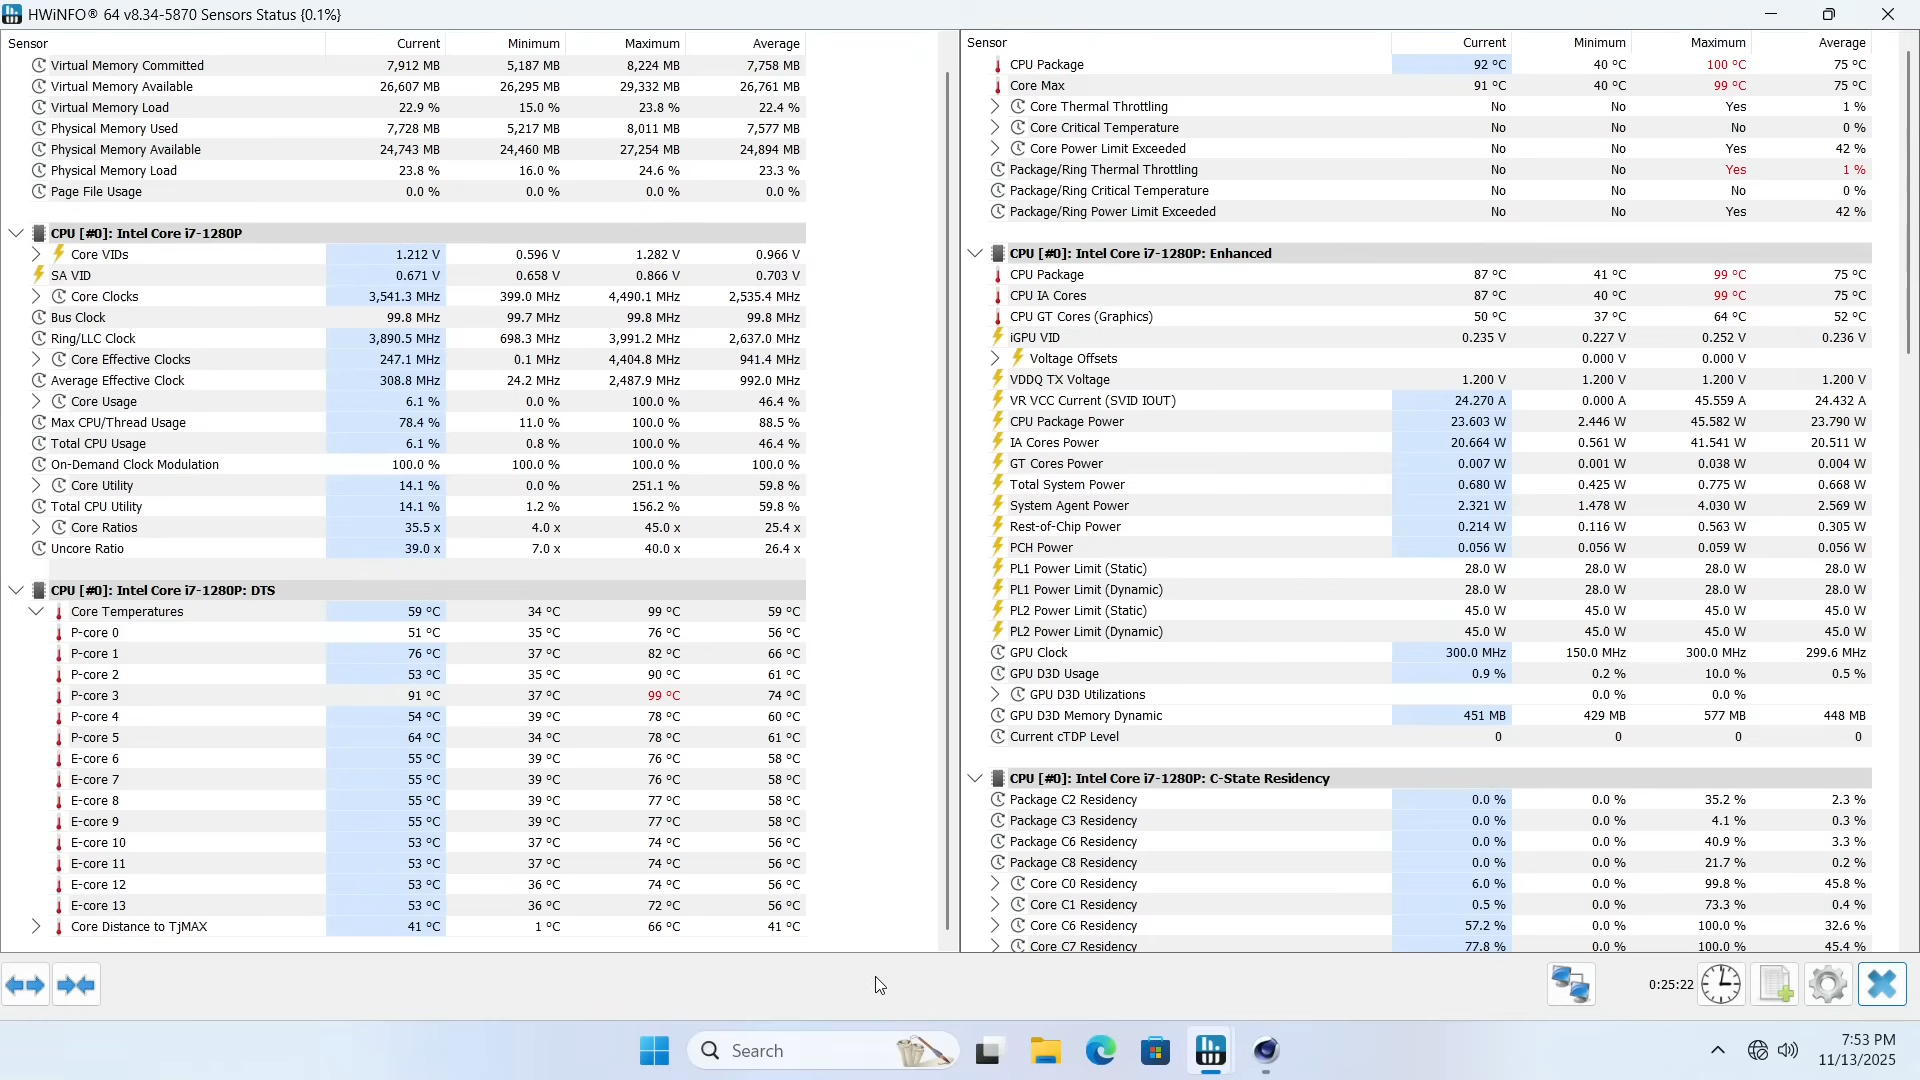 HWiNFO® 64 v8.34-5870 Sensors Status {0.1%}
Sensor Current Minimum Maximum Average
Virtual Memory Committed 7,912 MB 5,187 MB 8,224 MB 7,758 MB
Virtual Memory Available 26,607 MB 26,295 MB 29,332 MB 26,761 MB
Virtual Memory Load 22.9 % 15.0 % 23.8 % 22.4 %
Physical Memory Used 7,728 MB 5,217 MB 8,011 MB 7,577 MB
Physical Memory Available 24,743 MB 24,460 MB 27,254 MB 24,894 MB
Physical Memory Load 23.8 % 16.0 % 24.6 % 23.3 %
Page File Usage 0.0 % 0.0 % 0.0 % 0.0 %
CPU [#0]: Intel Core i7-1280P
Core VIDs 1.212 V 0.596 V 1.282 V 0.966 V
SA VID 0.671 V 0.658 V 0.866 V 0.703 V
Core Clocks 3,541.3 MHz 399.0 MHz 4,490.1 MHz 2,535.4 MHz
Bus Clock 99.8 MHz 99.7 MHz 99.8 MHz 99.8 MHz
Ring/LLC Clock 3,890.5 MHz 698.3 MHz 3,991.2 MHz 2,637.0 MHz
Core Effective Clocks 247.1 MHz 0.1 MHz 4,404.8 MHz 941.4 MHz
Average Effective Clock 308.8 MHz 24.2 MHz 2,487.9 MHz 992.0 MHz
Core Usage 6.1 % 0.0 % 100.0 % 46.4 %
Max CPU/Thread Usage 78.4 % 11.0 % 100.0 % 88.5 %
Total CPU Usage 6.1 % 0.8 % 100.0 % 46.4 %
On-Demand Clock Modulation 100.0 % 100.0 % 100.0 % 100.0 %
Core Utility 14.1 % 0.0 % 251.1 % 59.8 %
Total CPU Utility 14.1 % 1.2 % 156.2 % 59.8 %
Core Ratios 35.5 x 4.0 x 45.0 x 25.4 x
Uncore Ratio 39.0 x 7.0 x 40.0 x 26.4 x
CPU [#0]: Intel Core i7-1280P: DTS
Core Temperatures 59 °C 34 °C 99 °C 59 °C
P-core 0 51 °C 35 °C 76 °C 56 °C
P-core 1 76 °C 37 °C 82 °C 66 °C
P-core 2 53 °C 35 °C 90 °C 61 °C
P-core 3 91 °C 37 °C 99 °C 74 °C
P-core 4 54 °C 39 °C 78 °C 60 °C
P-core 5 64 °C 34 °C 78 °C 61 °C
E-core 6 55 °C 39 °C 76 °C 58 °C
E-core 7 55 °C 39 °C 76 °C 58 °C
E-core 8 55 °C 39 °C 77 °C 58 °C
E-core 9 55 °C 39 °C 77 °C 58 °C
E-core 10 53 °C 37 °C 74 °C 56 °C
E-core 11 53 °C 37 °C 74 °C 56 °C
E-core 12 53 °C 36 °C 74 °C 56 °C
E-core 13 53 °C 36 °C 72 °C 56 °C
Core Distance to TjMAX 41 °C 1 °C 66 °C 41 °C
Sensor Current Minimum Maximum Average
CPU Package 92 °C 40 °C 100 °C 75 °C
Core Max 91 °C 40 °C 99 °C 75 °C
Core Thermal Throttling No No Yes 1 %
Core Critical Temperature No No No 0 %
Core Power Limit Exceeded No No Yes 42 %
Package/Ring Thermal Throttling No No Yes 1 %
Package/Ring Critical Temperature No No No 0 %
Package/Ring Power Limit Exceeded No No Yes 42 %
CPU [#0]: Intel Core i7-1280P: Enhanced
CPU Package 87 °C 41 °C 99 °C 75 °C
CPU IA Cores 87 °C 40 °C 99 °C 75 °C
CPU GT Cores (Graphics) 50 °C 37 °C 64 °C 52 °C
iGPU VID 0.235 V 0.227 V 0.252 V 0.236 V
Voltage Offsets 0.000 V 0.000 V
VDDQ TX Voltage 1.200 V 1.200 V 1.200 V 1.200 V
VR VCC Current (SVID IOUT) 24.270 A 0.000 A 45.559 A 24.432 A
CPU Package Power 23.603 W 2.446 W 45.582 W 23.790 W
IA Cores Power 20.664 W 0.561 W 41.541 W 20.511 W
GT Cores Power 0.007 W 0.001 W 0.038 W 0.004 W
Total System Power 0.680 W 0.425 W 0.775 W 0.668 W
System Agent Power 2.321 W 1.478 W 4.030 W 2.569 W
Rest-of-Chip Power 0.214 W 0.116 W 0.563 W 0.305 W
PCH Power 0.056 W 0.056 W 0.059 W 0.056 W
PL1 Power Limit (Static) 28.0 W 28.0 W 28.0 W 28.0 W
PL1 Power Limit (Dynamic) 28.0 W 28.0 W 28.0 W 28.0 W
PL2 Power Limit (Static) 45.0 W 45.0 W 45.0 W 45.0 W
PL2 Power Limit (Dynamic) 45.0 W 45.0 W 45.0 W 45.0 W
GPU Clock 300.0 MHz 150.0 MHz 300.0 MHz 299.6 MHz
GPU D3D Usage 0.9 % 0.2 % 10.0 % 0.5 %
GPU D3D Utilizations 0.0 % 0.0 %
GPU D3D Memory Dynamic 451 MB 429 MB 577 MB 448 MB
Current cTDP Level 0 0 0 0
CPU [#0]: Intel Core i7-1280P: C-State Residency
Package C2 Residency 0.0 % 0.0 % 35.2 % 2.3 %
Package C3 Residency 0.0 % 0.0 % 4.1 % 0.3 %
Package C6 Residency 0.0 % 0.0 % 40.9 % 3.3 %
Package C8 Residency 0.0 % 0.0 % 21.7 % 0.2 %
Core C0 Residency 6.0 % 0.0 % 99.8 % 45.8 %
Core C1 Residency 0.5 % 0.0 % 73.3 % 0.4 %
Core C6 Residency 57.2 % 0.0 % 100.0 % 32.6 %
Core C7 Residency 77.8 % 0.0 % 100.0 % 45.4 %
0:25:22
Search
7:53 PM
11/13/2025